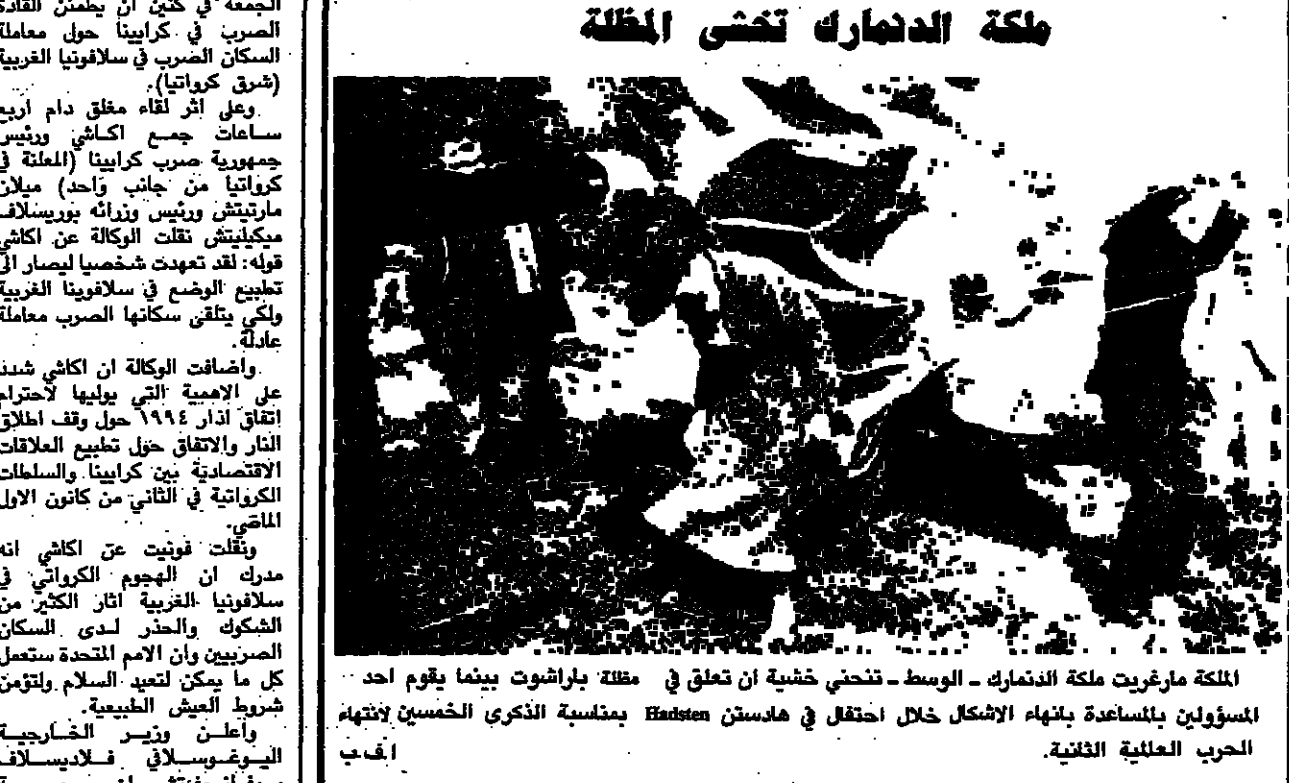 ملكة الدنمارك تخشى المظلة
الملكة مارغريت ملكة الدنمارك ـ الوسط ـ تنحني خشية ان تعلق في مظلة باراشوت بينما يقوم احد
المسؤولين بالمساعدة بانهاء الاشكال خلال احتفال في هادستن Hadsten بمناسبة الذكرى الخمسين لانتهاء
الحرب العالمية الثانية.
ا.ف.ب
الجمعة في كنين ان يطمئن القادة
الصرب في كرايينا حول معاملة
السكان الصرب في سلافونيا الغربية
(شرق كرواتيا).
وعلى اثر لقاء مغلق دام اربع
ساعات جمع اكاشي ورئيس
جمهورية صرب كرايينا (المعلنة في
كرواتيا من جانب واحد) ميلان
مارتيتش ورئيس وزرائه بوريسلاف
ميكيليتش نقلت الوكالة عن اكاشي
قوله: لقد تعهدت شخصيا ليصار الى
تطبيع الوضع في سلافوينا الغربية
ولكي يتلقى سكانها الصرب معاملة
عادلة.
واضافت الوكالة ان اكاشي شدد
على الاهمية التي يوليها لاحترام
اتفاق اذار ١٩٩٤ حول وقف اطلاق
النار والاتفاق حول تطبيع العلاقات
الاقتصادية بين كرايينا والسلطات
الكرواتية في الثاني من كانون الاول
الماضي.
ونقلت فونيت عن اكاشي انه
مدرك ان الهجوم الكرواتي في
سلافونيا الغربية اثار الكثير من
الشكوك والحذر لدى السكان
الصربيين وان الامم المتحدة ستعمل
كل ما يمكن لتعيد السلام ولتؤمن
شروط العيش الطبيعية.
واعلن وزير الخارجية
اليوغوسلافي فلاديسلاف